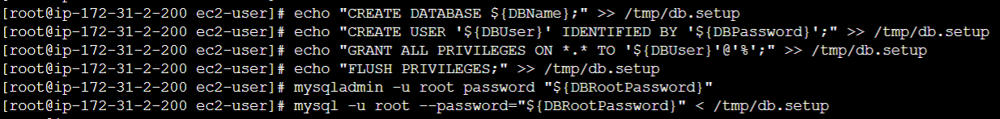 [root@ip-172-31-2-200 ec2-user]# echo "CREATE DATABASE ${DBName};" >> /tmp/db.setup
[root@ip-172-31-2-200 ec2-user]# echo "CREATE USER '${DBUser}' IDENTIFIED BY '${DBPassword}';" >> /tmp/db.setup
[root@ip-172-31-2-200 ec2-user]# echo "GRANT ALL PRIVILEGES ON *.* TO '${DBUser}'@'%';" >> /tmp/db.setup
[root@ip-172-31-2-200 ec2-user]# echo "FLUSH PRIVILEGES;" >> /tmp/db.setup
[root@ip-172-31-2-200 ec2-user]# mysqladmin -u root password "${DBRootPassword}"
[root@ip-172-31-2-200 ec2-user]# mysql -u root --password="${DBRootPassword}" < /tmp/db.setup